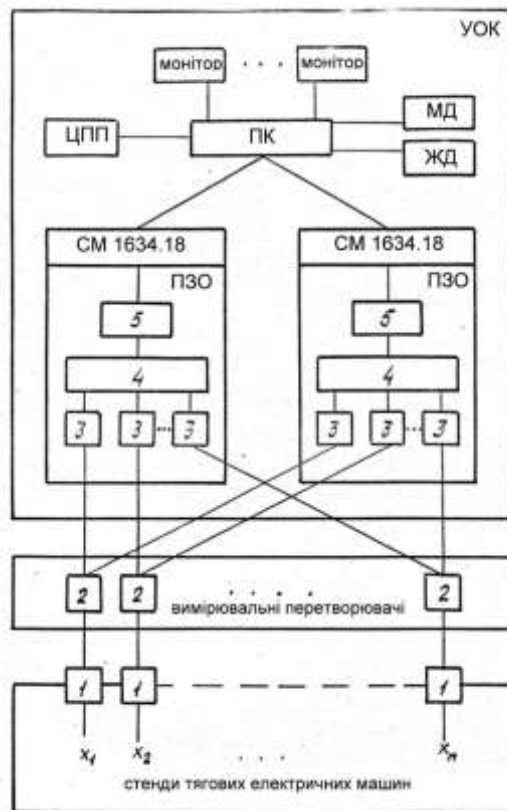 УОК
монітор . . . монітор
МД
ЦПП ПК
ЖД
СМ 1634.18 СМ 1634.18
ПЗО ПЗО
5 5
4 4
3 3 ... 3 3 3 ... 3
2 2 . . . . 2
вимірювальні перетворювачі
1 1 1
x₁ x₂ . . . xₙ
стенди тягових електричних машин